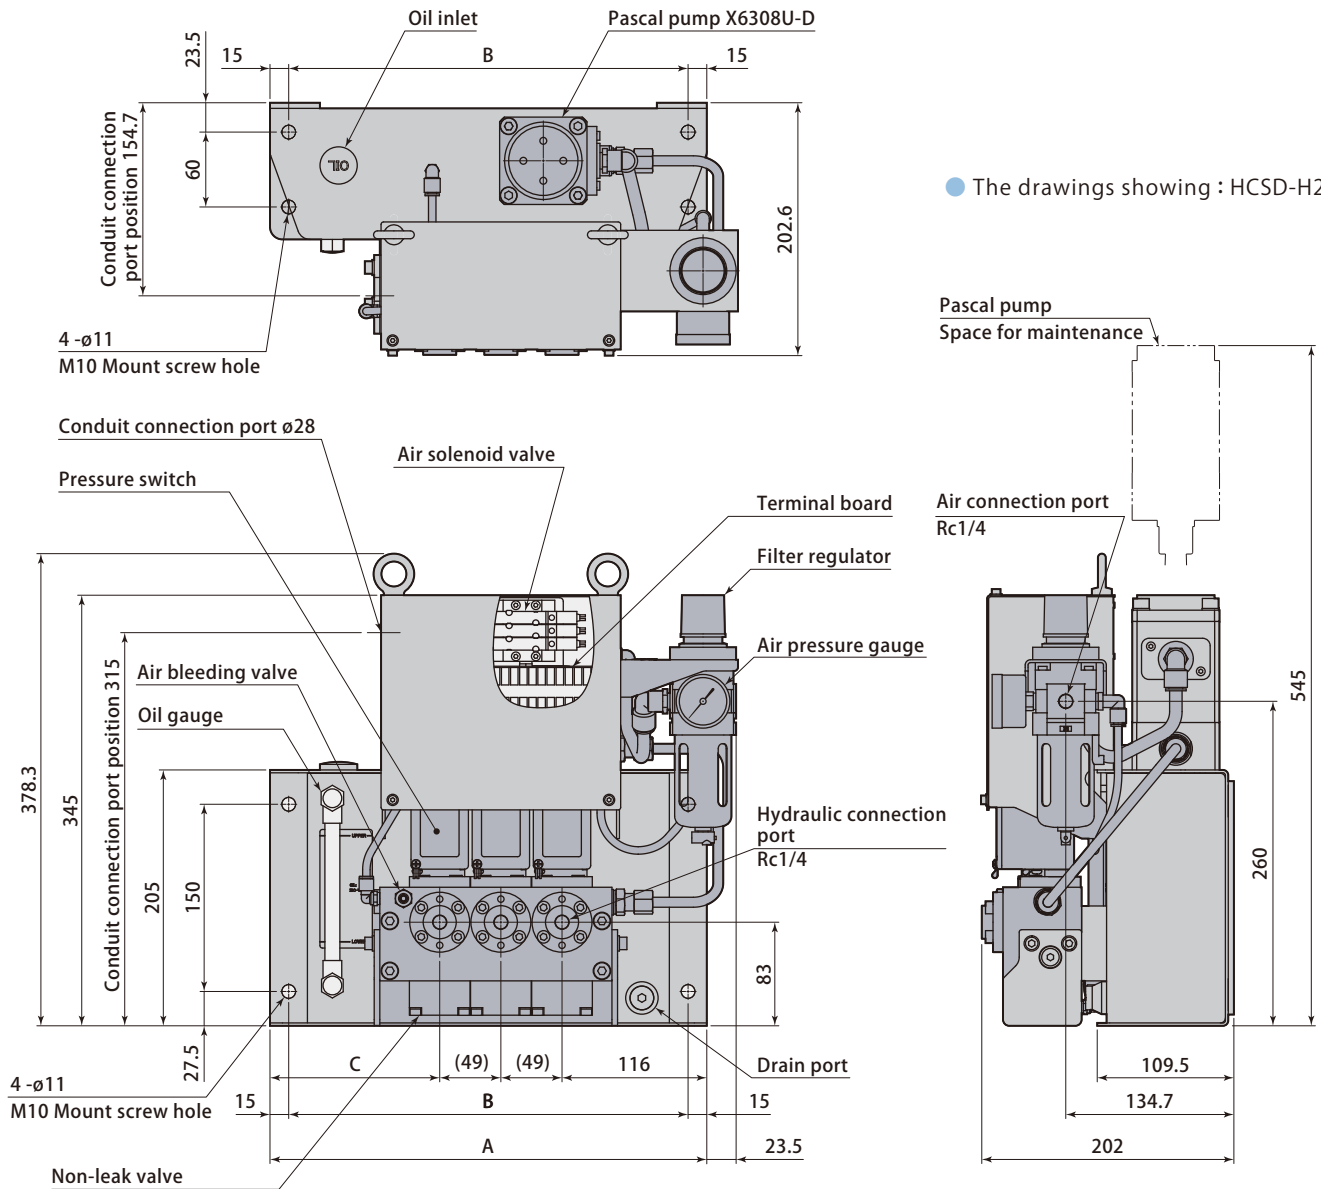 Oil inlet
Pascal pump X6308U-D
23.5
15
B
15
Conduit connection
port position 154.7
60
OIL
202.6
The drawings showing : HCSD-H2
4 -ø11
M10 Mount screw hole
Pascal pump
Space for maintenance
Conduit connection port ø28
Air solenoid valve
Pressure switch
Terminal board
Air connection port
Rc1/4
Filter regulator
Air bleeding valve
Air pressure gauge
Oil gauge
378.3
345
Conduit connection port position 315
205
150
UPPER
LOWER
Hydraulic connection
port
Rc1/4
545
260
83
27.5
C
(49)
(49)
116
Drain port
109.5
4 -ø11
M10 Mount screw hole
15
B
15
134.7
A
23.5
202
Non-leak valve